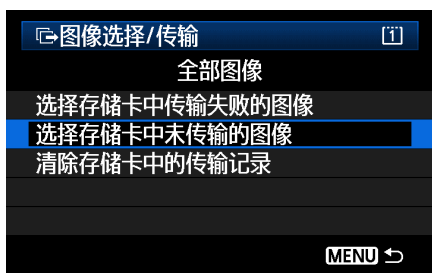 图像选择/传输 [1]
全部图像
选择存储卡中传输失败的图像
选择存储卡中未传输的图像
清除存储卡中的传输记录
MENU